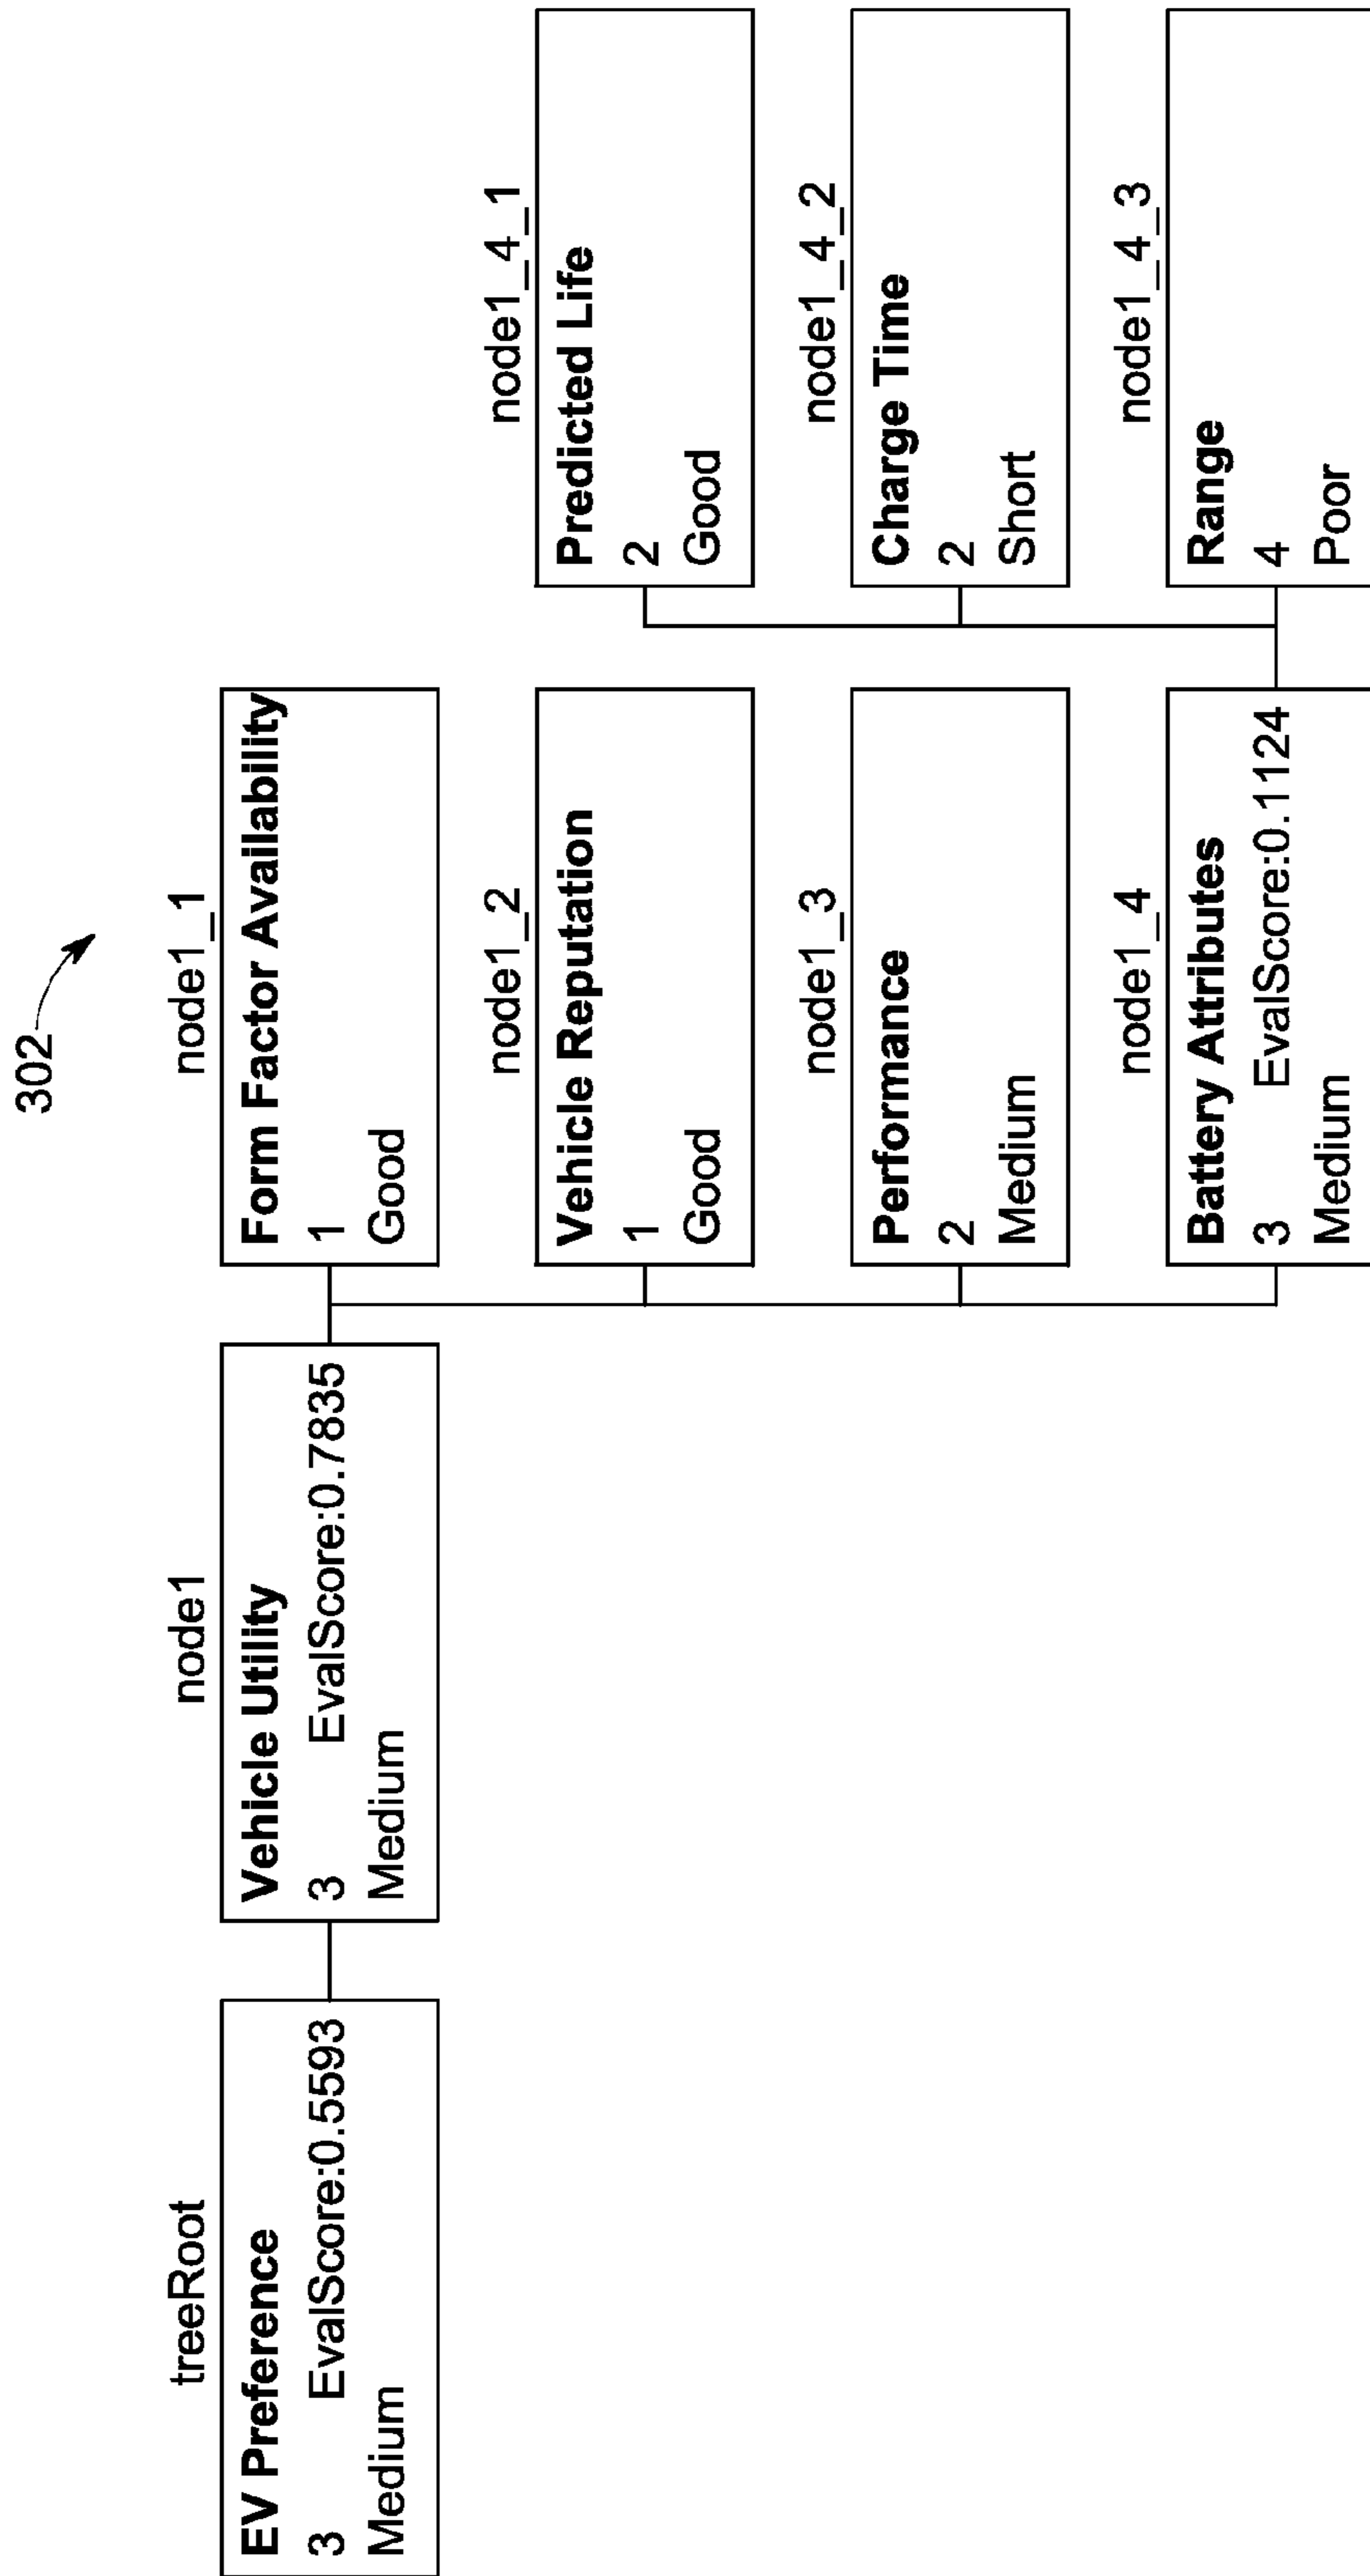 302
treeRoot
EV Preference
3 EvalScore:0.5593
Medium
node1
Vehicle Utility
3 EvalScore:0.7835
Medium
node1_1
Form Factor Availability
1
Good
node1_2
Vehicle Reputation
1
Good
node1_3
Performance
2
Medium
node1_4
Battery Attributes
3 EvalScore:0.1124
Medium
node1_4_1
Predicted Life
2
Good
node1_4_2
Charge Time
2
Short
node1_4_3
Range
4
Poor